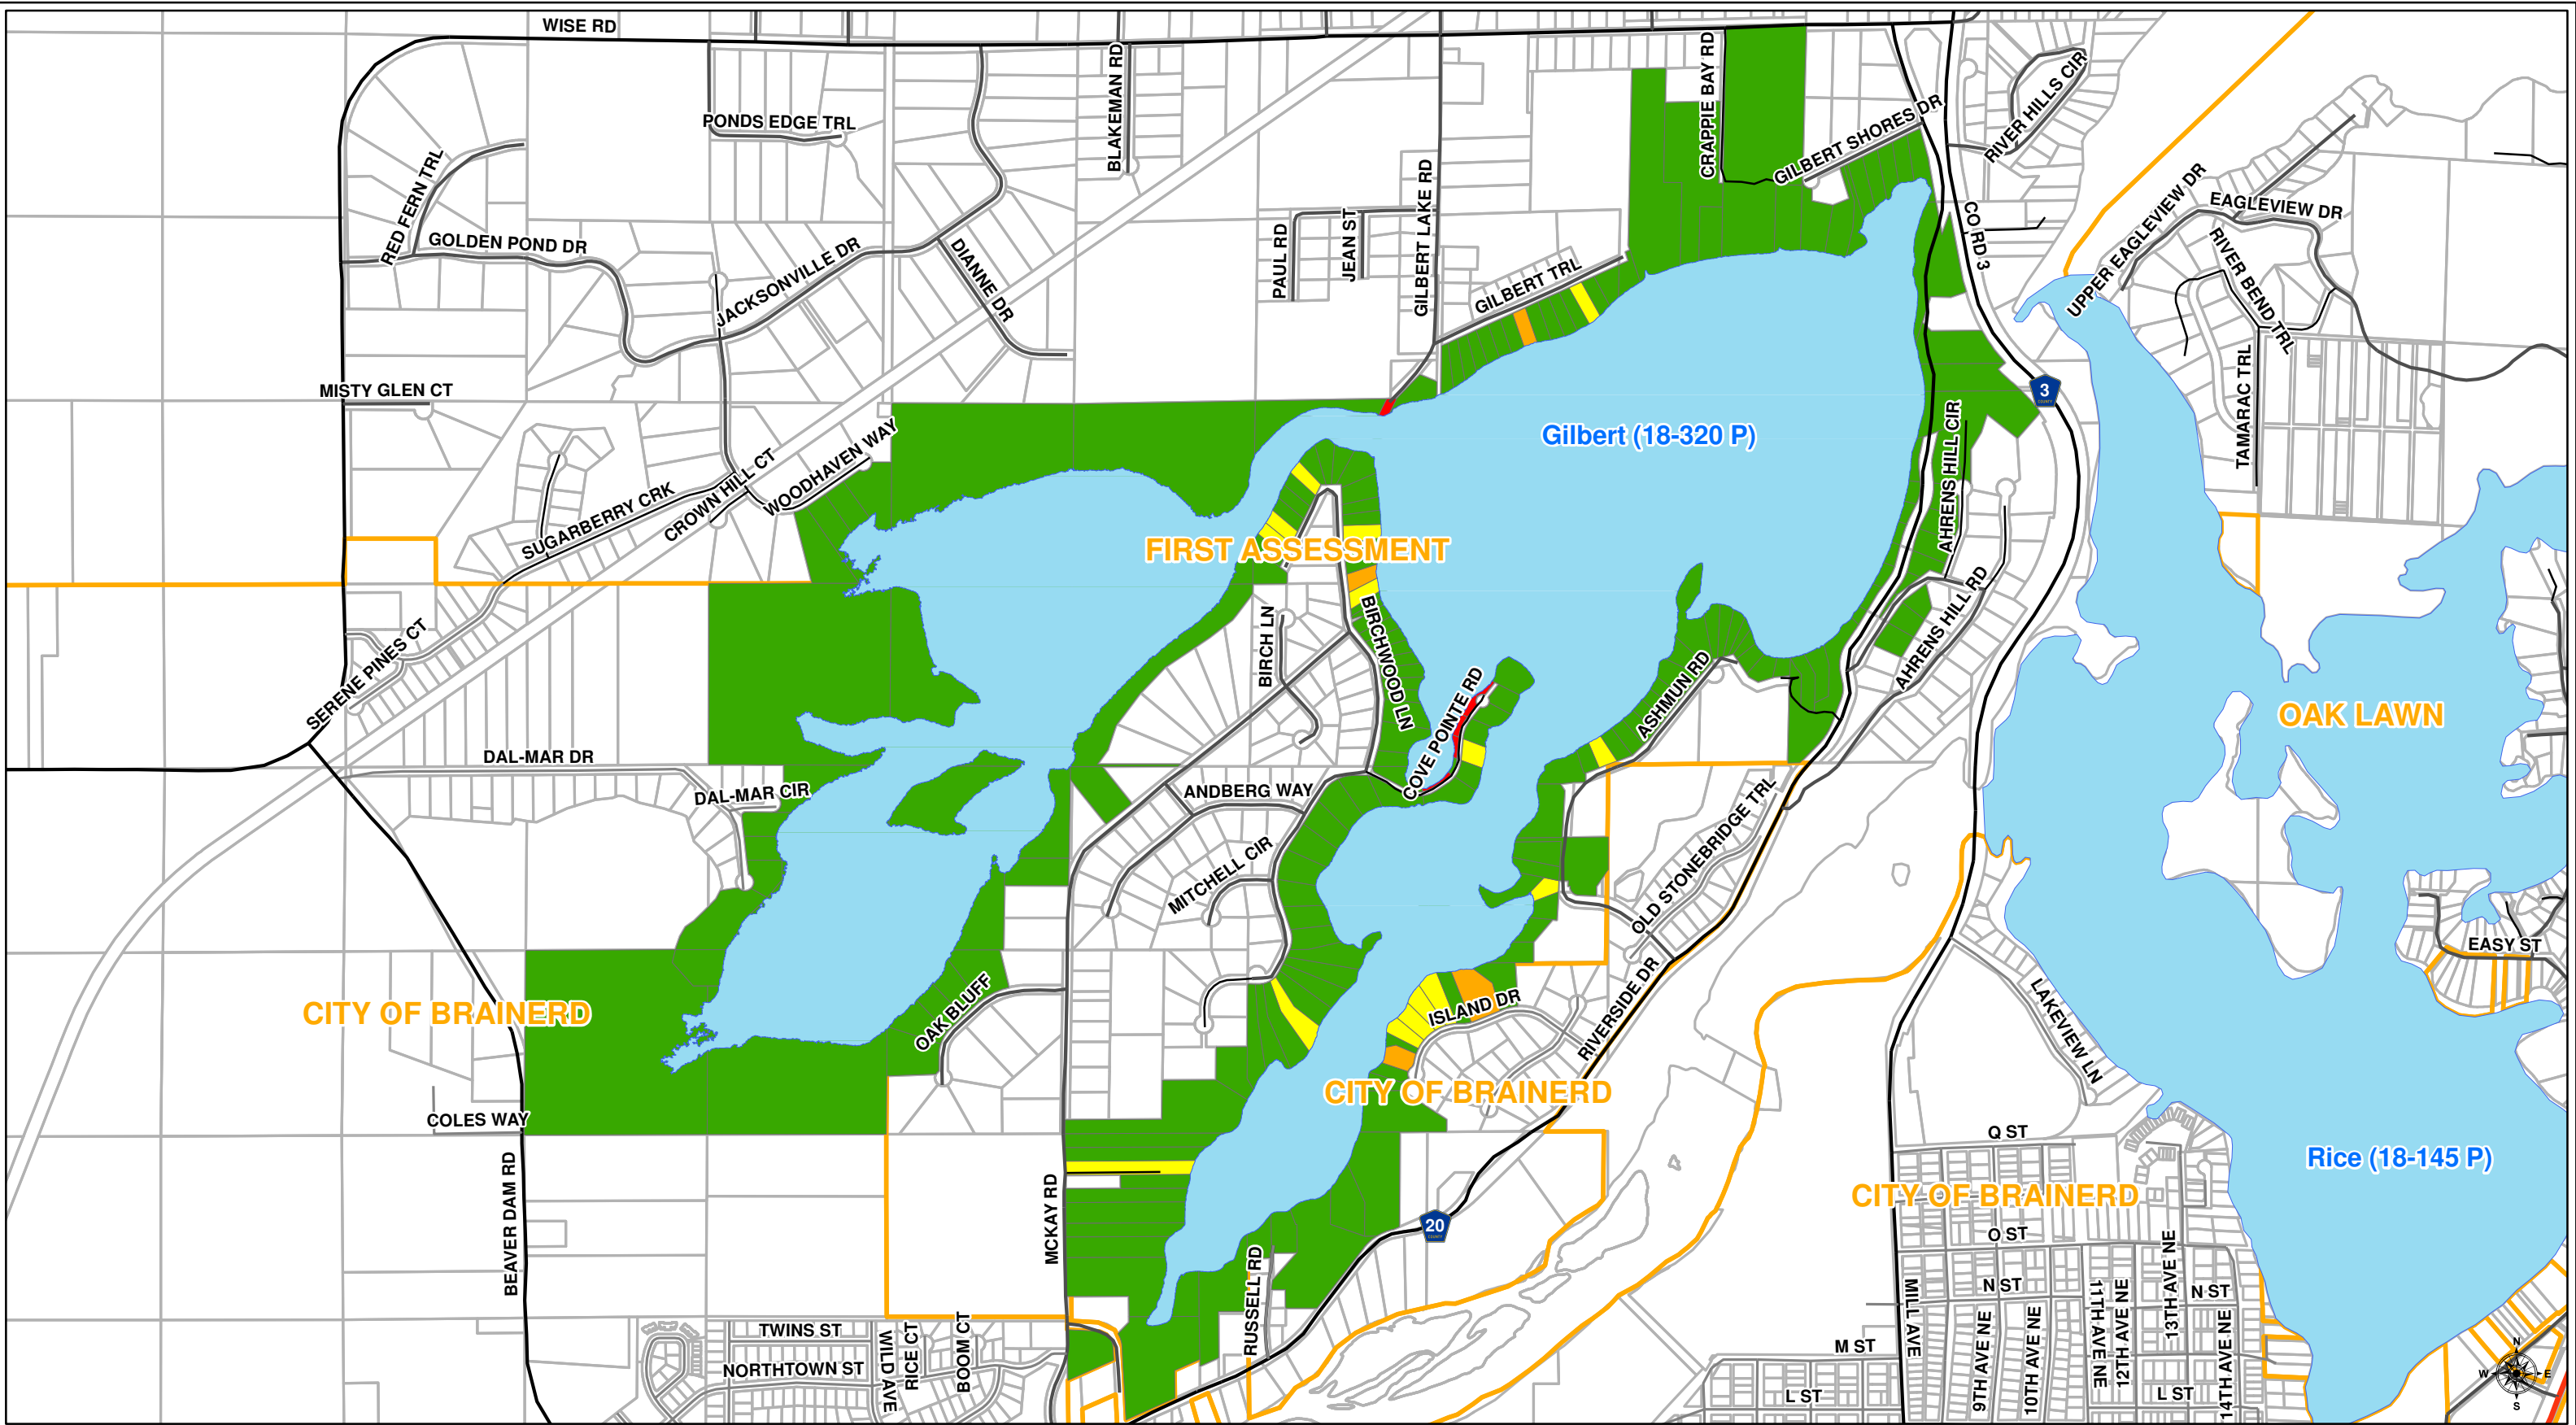 WISE RD
BLAKEMAN RD
CRAPPIE BAY RD
RIVER HILLS CIR
PONDS EDGE TRL
GILBERT SHORES DR
RED FERN TRL
GILBERT LAKE RD
UPPER EAGLEVIEW DR
EAGLEVIEW DR
CO RD 3
GOLDEN POND DR
JACKSONVILLE DR
DIANNE DR
PAUL RD
JEAN ST
GILBERT TRL
RIVER BEND TRL
TAMARAC TRL
MISTY GLEN CT
3
COUNTY
Gilbert (18-320 P)
WOODHAVEN WAY
CROWN HILL CT
SUGARBERRY CRK
AHRENS HILL CIR
FIRST ASSESSMENT
AHRENS HILL RD
BIRCH LN
BIRCHWOOD LN
SERENE PINES CT
COVE POINTE RD
ASHMUN RD
OAK LAWN
DAL-MAR DR
DAL-MAR CIR
ANDBERG WAY
OLD STONEBRIDGE TRL
MITCHELL CIR
EASY ST
CITY OF BRAINERD
OAK BLUFF
ISLAND DR
RIVERSIDE DR
LAKEVIEW LN
CITY OF BRAINERD
COLES WAY
Q ST
Rice (18-145 P)
BEAVER DAM RD
MCKAY RD
CITY OF BRAINERD
20
COUNTY
O ST
RUSSELL RD
N ST
N ST
MILL AVE
9TH AVE NE
10TH AVE NE
11TH AVE NE
12TH AVE NE
13TH AVE NE
14TH AVE NE
TWINS ST
WILD AVE
RICE CT
BOOM CT
M ST
NORTHTOWN ST
L ST
L ST
N
W
E
S